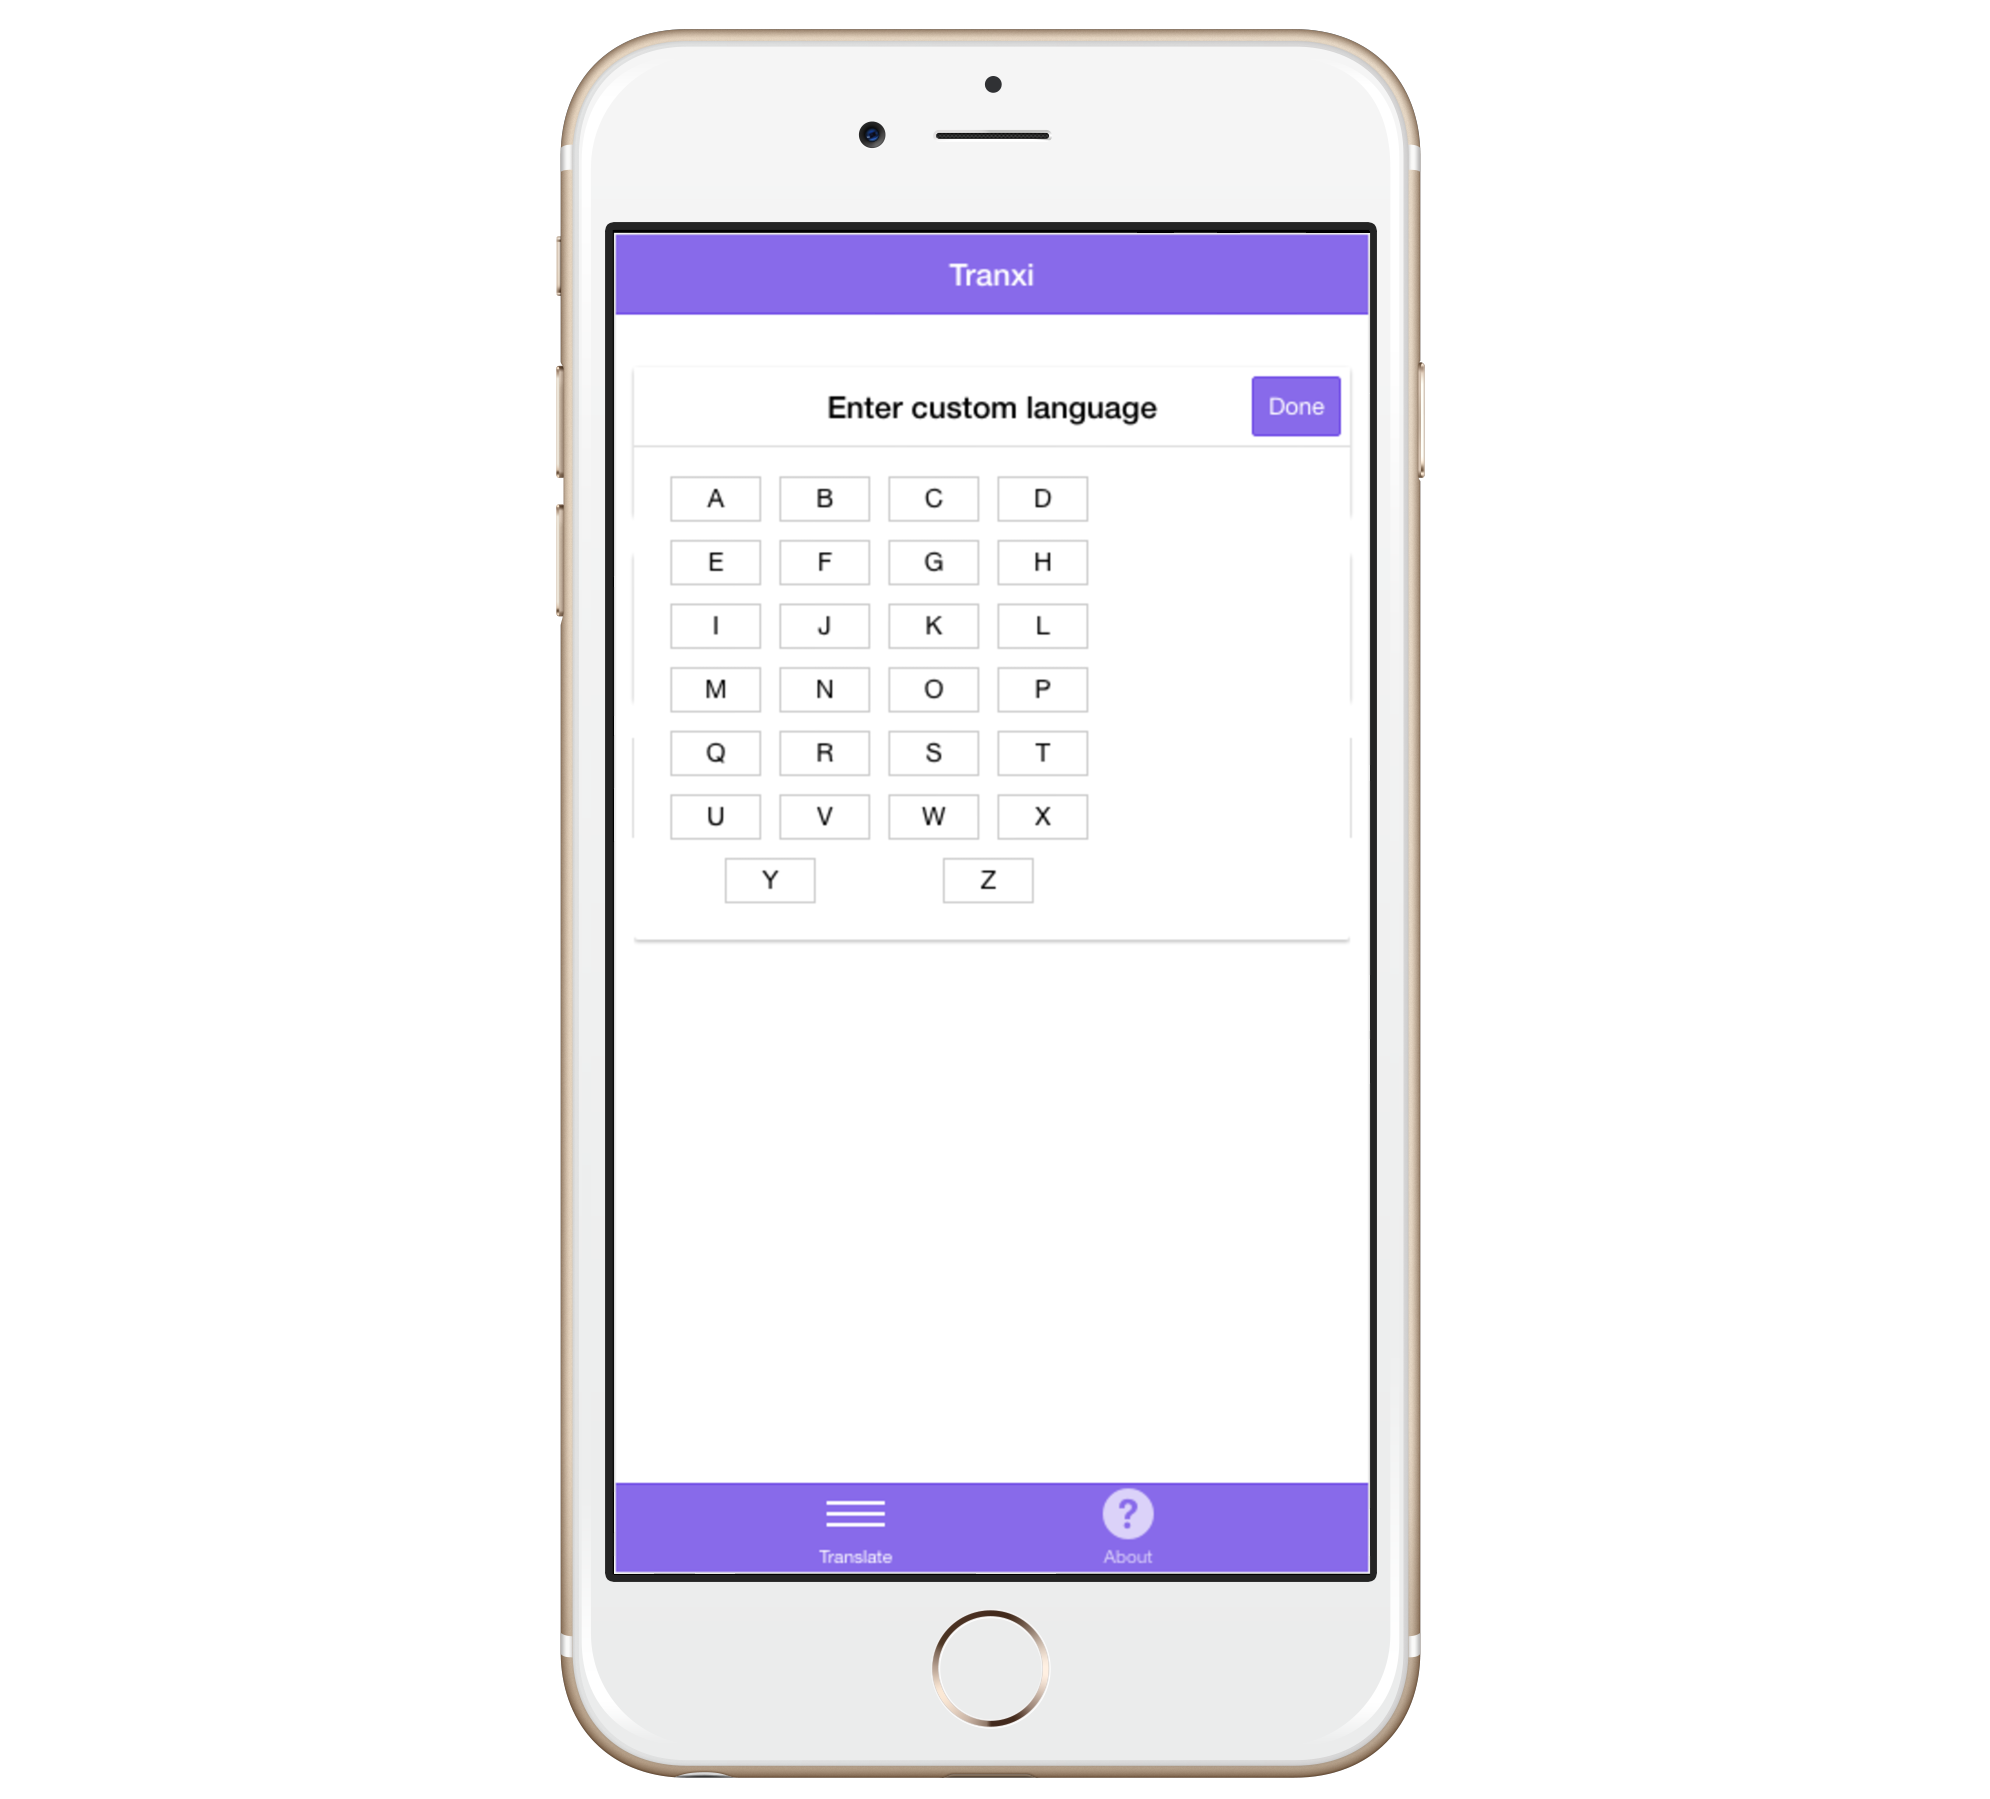 Tranxi
Enter custom language Done
A B C D
E F G H
I J K L
M N O P
Q R S T
U V W X
Y Z
?
Translate About